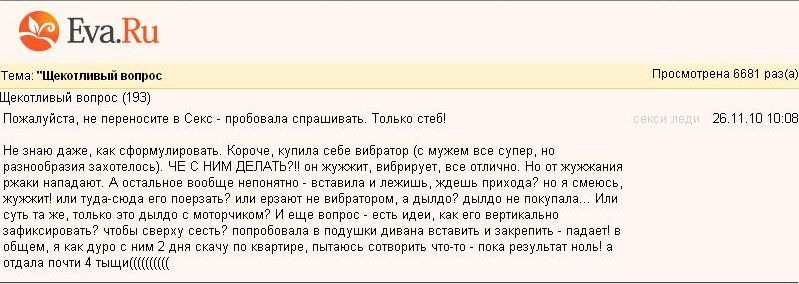 Eva.Ru
Тема: "Щекотливый вопрос
Просмотрена 6681 раз(а)
Щекотливый вопрос (193)
Пожалуйста, не переносите в Секс - пробовала спрашивать. Только стеб!
секси леди 26.11.10 10:08
Не знаю даже, как сформулировать. Короче, купила себе вибратор (с мужем все супер, но
разнообразия захотелось). ЧЕ С НИМ ДЕЛАТЬ?!! он жужжит, вибрирует, все отлично. Но от жужжания
ржаки нападают. А остальное вообще непонятно - вставила и лежишь, ждешь прихода? но я смеюсь,
жужжит! или туда-сюда его поерзать? или ерзают не вибратором, а дылдо? дылдо не покупала... Или
суть та же, только это дылдо с моторчиком? И еще вопрос - есть идеи, как его вертикально
зафиксировать? чтобы сверху сесть? попробовала в подушки дивана вставить и закрепить - падает! в
общем, я как дуро с ним 2 дня скачу по квартире, пытаюсь сотворить что-то - пока результат ноль! а
отдала почти 4 тыщи((((((((((